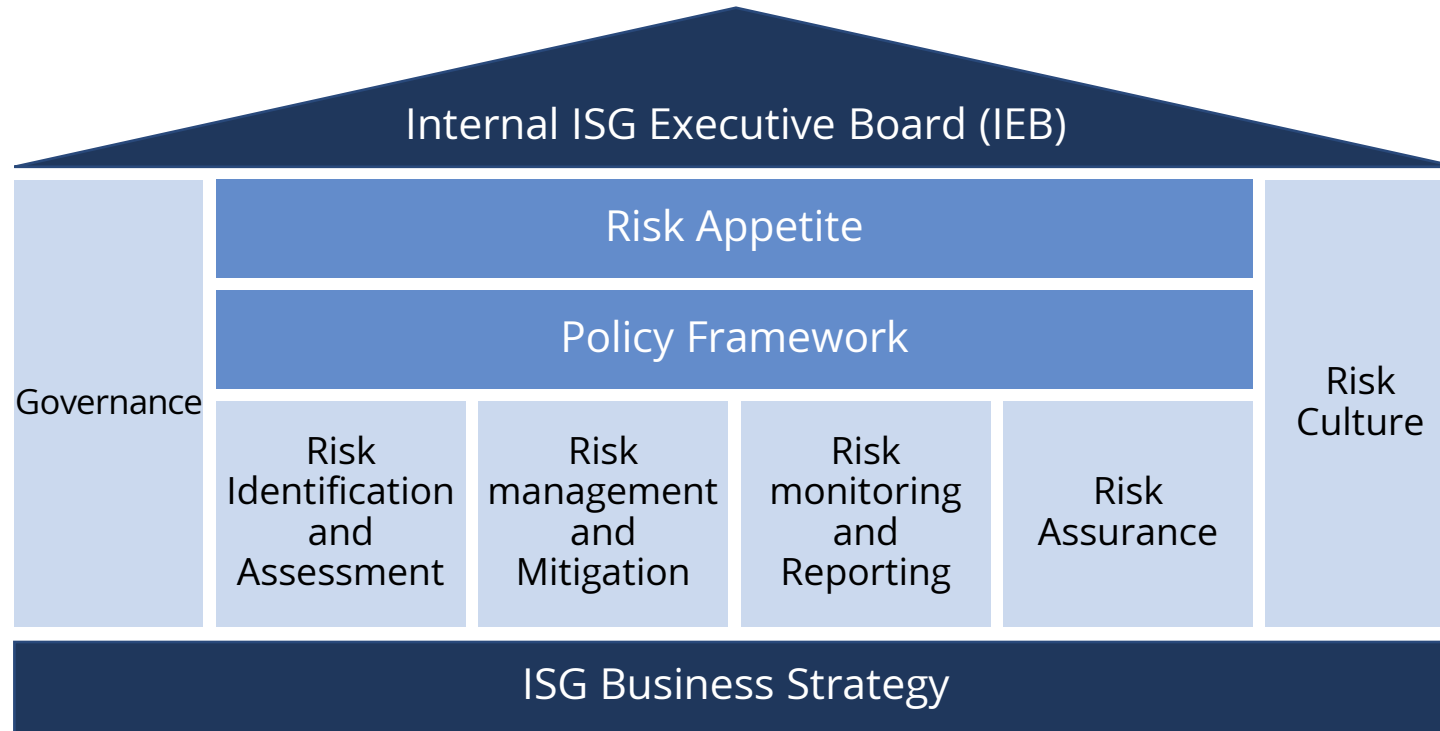 Internal ISG Executive Board (IEB)
Governance
Risk Appetite
Policy Framework
Risk
Identification
and
Assessment
Risk
management
and
Mitigation
Risk
monitoring
and
Reporting
Risk
Assurance
Risk
Culture
ISG Business Strategy